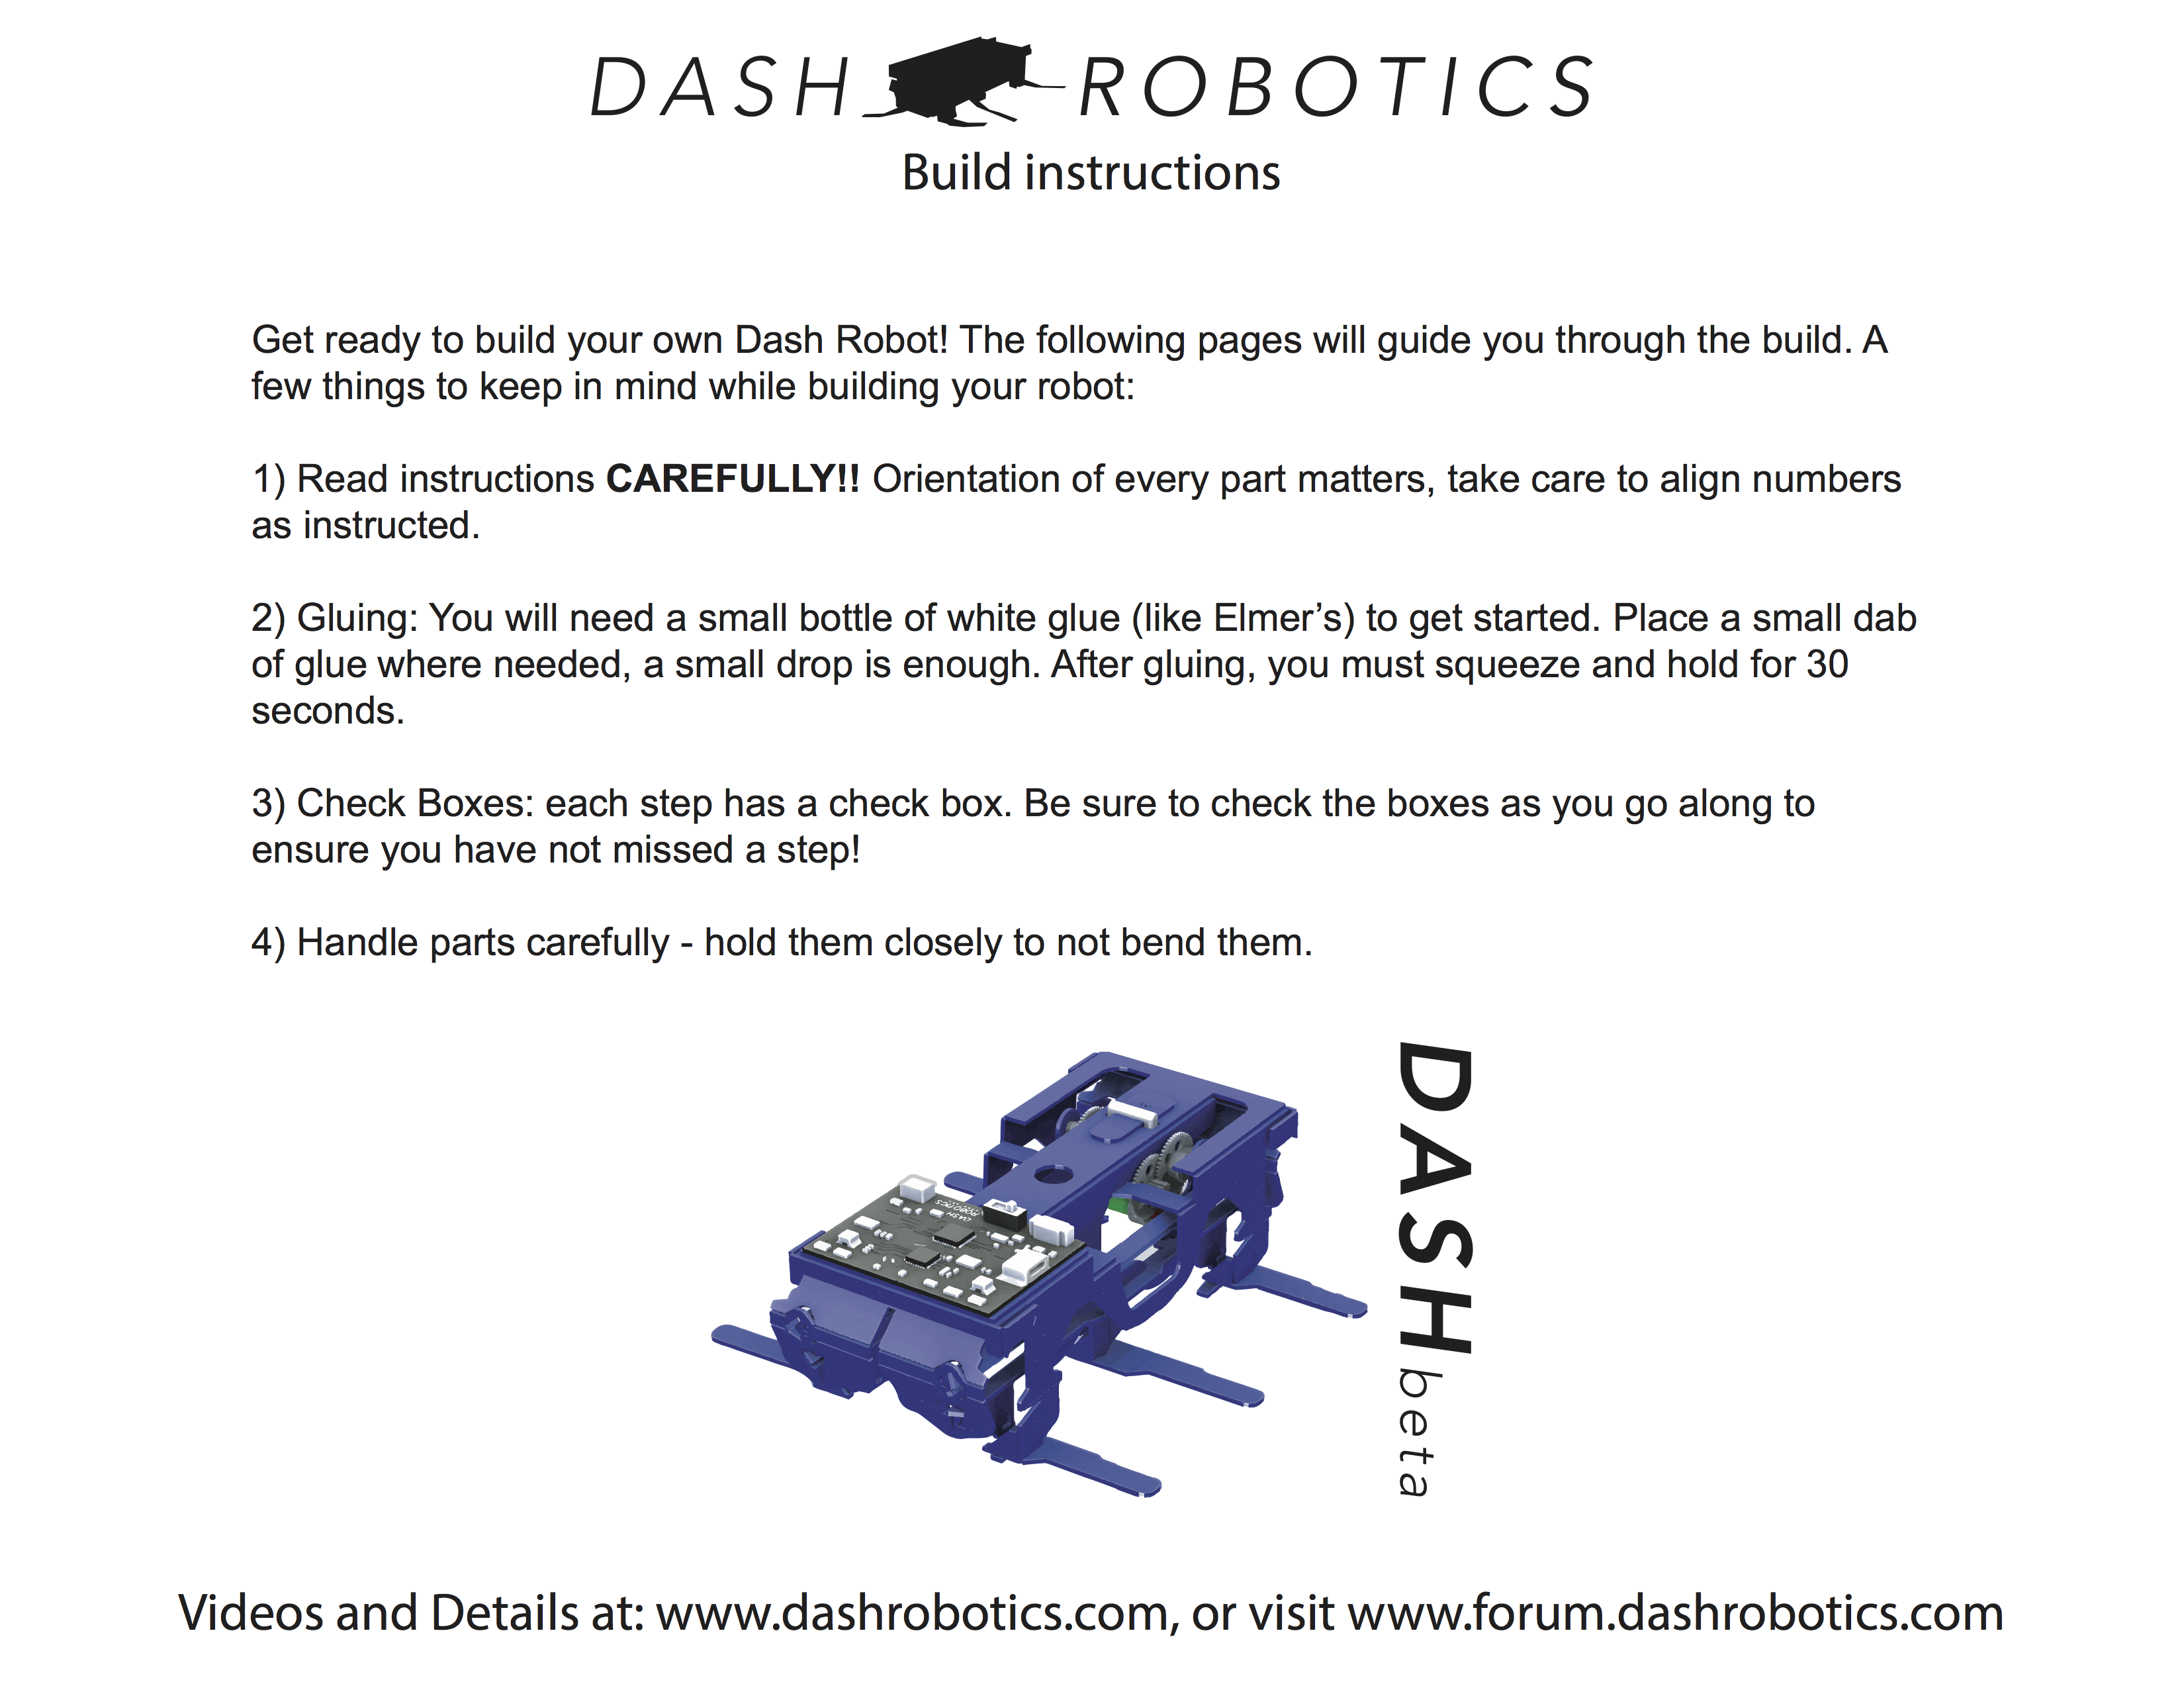 DASH ROBOTICS
Build instructions
Get ready to build your own Dash Robot! The following pages will guide you through the build. A
few things to keep in mind while building your robot:
1) Read instructions CAREFULLY!! Orientation of every part matters, take care to align numbers
as instructed.
2) Gluing: You will need a small bottle of white glue (like Elmer’s) to get started. Place a small dab
of glue where needed, a small drop is enough. After gluing, you must squeeze and hold for 30
seconds.
3) Check Boxes: each step has a check box. Be sure to check the boxes as you go along to
ensure you have not missed a step!
4) Handle parts carefully - hold them closely to not bend them.
DASH
ROBOTICS
DASH beta
Videos and Details at: www.dashrobotics.com, or visit www.forum.dashrobotics.com